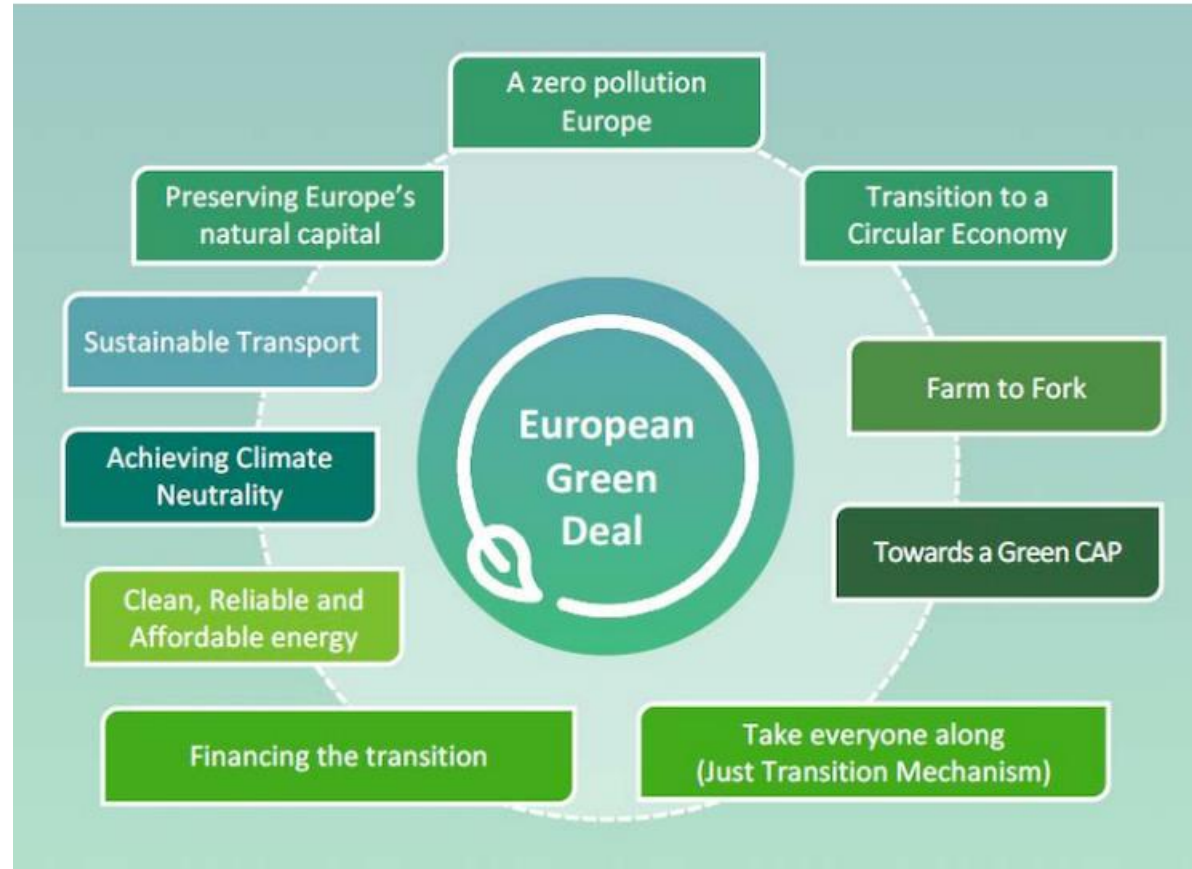 A zero pollution
Europe
Preserving Europe’s
natural capital
Transition to a
Circular Economy
Sustainable Transport
Farm to Fork
European
Green
Deal
Achieving Climate
Neutrality
Towards a Green CAP
Clean, Reliable and
Affordable energy
Financing the transition
Take everyone along
(Just Transition Mechanism)